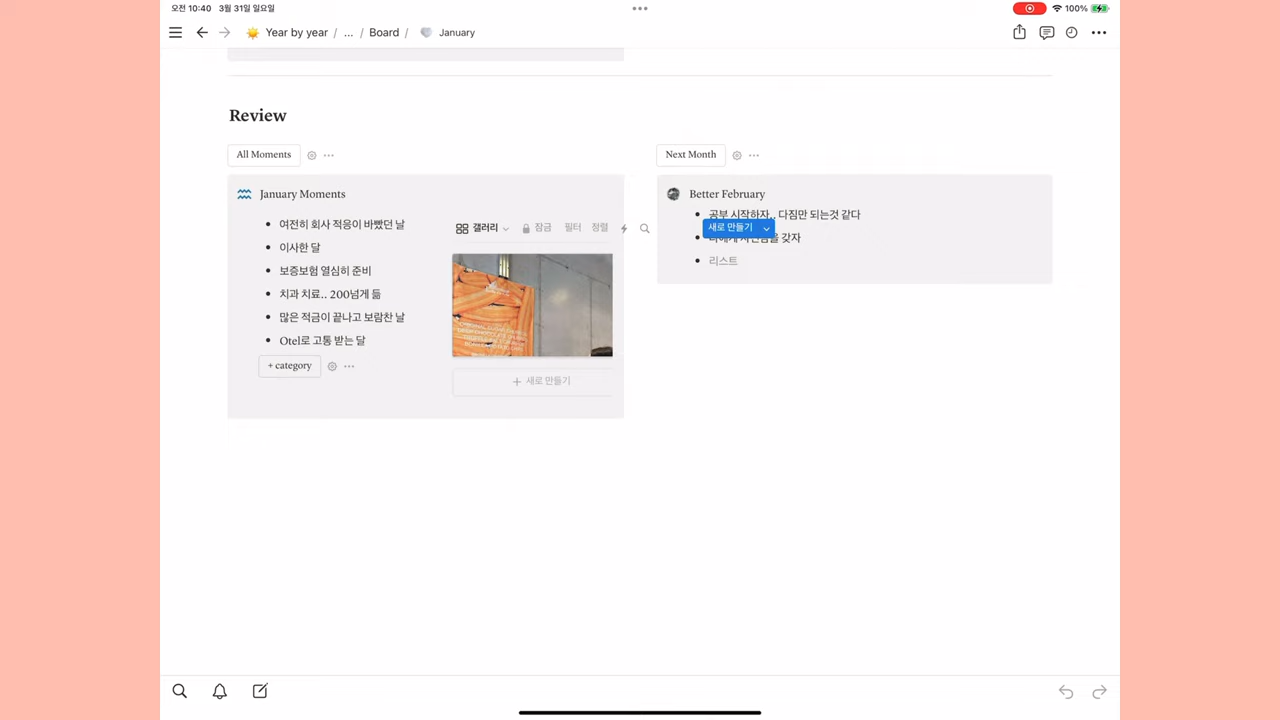 오전 10:40 3월 31일 일요일
100%
Year by year / ... / Board / January
Review
All Moments
Next Month
January Moments
여전히 회사 적응이 바빴던 날
이사한 달
보증보험 열심히 준비
치과 치료.. 200넘게 듦
많은 적금이 끝나고 보람찬 날
Otel로 고통 받는 달
+ category
갤러리 잠금 필터 정렬
새로 만들기
+ 새로 만들기
Better February
공부 시작하자.. 다짐만 되는것 같다
갖자
리스트